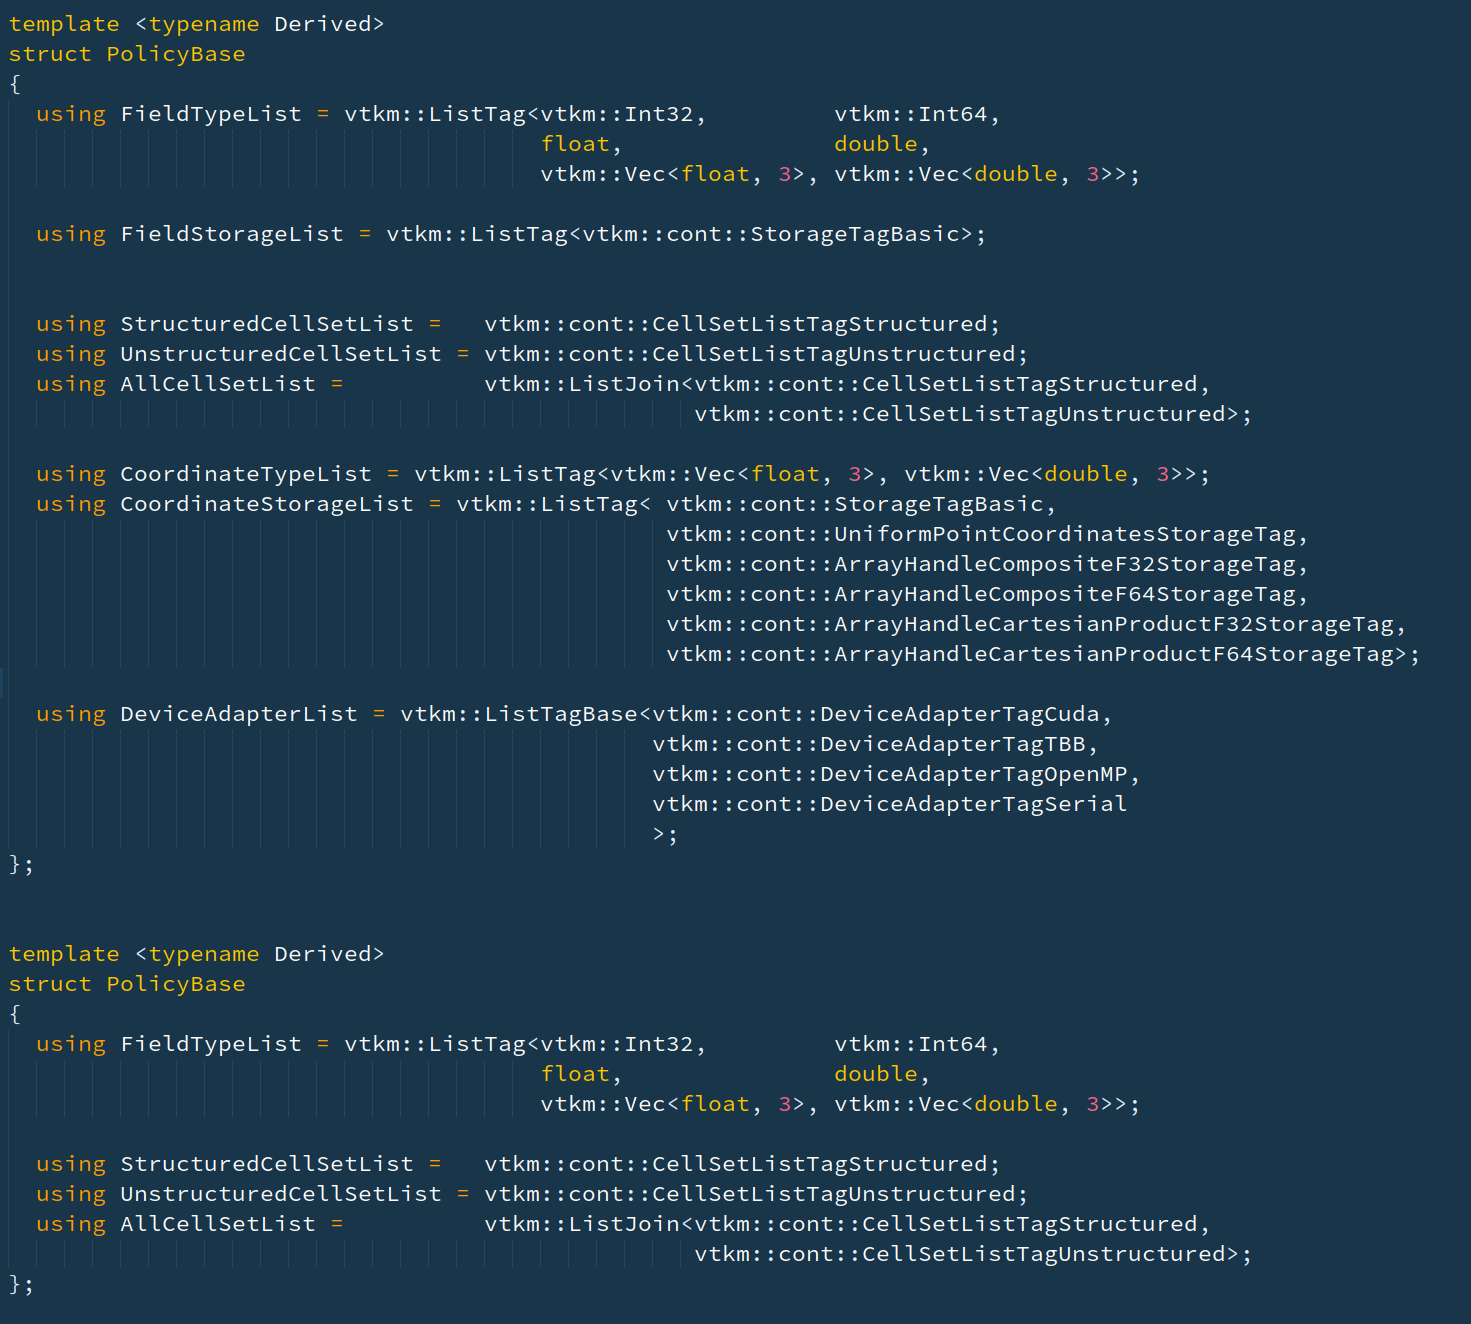 template <typename Derived>
struct PolicyBase
{
  using FieldTypeList = vtkm::ListTag<vtkm::Int32,         vtkm::Int64,
                                      float,               double,
                                      vtkm::Vec<float, 3>, vtkm::Vec<double, 3>>;

  using FieldStorageList = vtkm::ListTag<vtkm::cont::StorageTagBasic>;


  using StructuredCellSetList =   vtkm::cont::CellSetListTagStructured;
  using UnstructuredCellSetList = vtkm::cont::CellSetListTagUnstructured;
  using AllCellSetList =          vtkm::ListJoin<vtkm::cont::CellSetListTagStructured,
                                                 vtkm::cont::CellSetListTagUnstructured>;

  using CoordinateTypeList = vtkm::ListTag<vtkm::Vec<float, 3>, vtkm::Vec<double, 3>>;
  using CoordinateStorageList = vtkm::ListTag< vtkm::cont::StorageTagBasic,
                                               vtkm::cont::UniformPointCoordinatesStorageTag,
                                               vtkm::cont::ArrayHandleCompositeF32StorageTag,
                                               vtkm::cont::ArrayHandleCompositeF64StorageTag,
                                               vtkm::cont::ArrayHandleCartesianProductF32StorageTag,
                                               vtkm::cont::ArrayHandleCartesianProductF64StorageTag>;

  using DeviceAdapterList = vtkm::ListTagBase<vtkm::cont::DeviceAdapterTagCuda,
                                              vtkm::cont::DeviceAdapterTagTBB,
                                              vtkm::cont::DeviceAdapterTagOpenMP,
                                              vtkm::cont::DeviceAdapterTagSerial
                                              >;
};


template <typename Derived>
struct PolicyBase
{
  using FieldTypeList = vtkm::ListTag<vtkm::Int32,         vtkm::Int64,
                                      float,               double,
                                      vtkm::Vec<float, 3>, vtkm::Vec<double, 3>>;

  using StructuredCellSetList =   vtkm::cont::CellSetListTagStructured;
  using UnstructuredCellSetList = vtkm::cont::CellSetListTagUnstructured;
  using AllCellSetList =          vtkm::ListJoin<vtkm::cont::CellSetListTagStructured,
                                                 vtkm::cont::CellSetListTagUnstructured>;
};